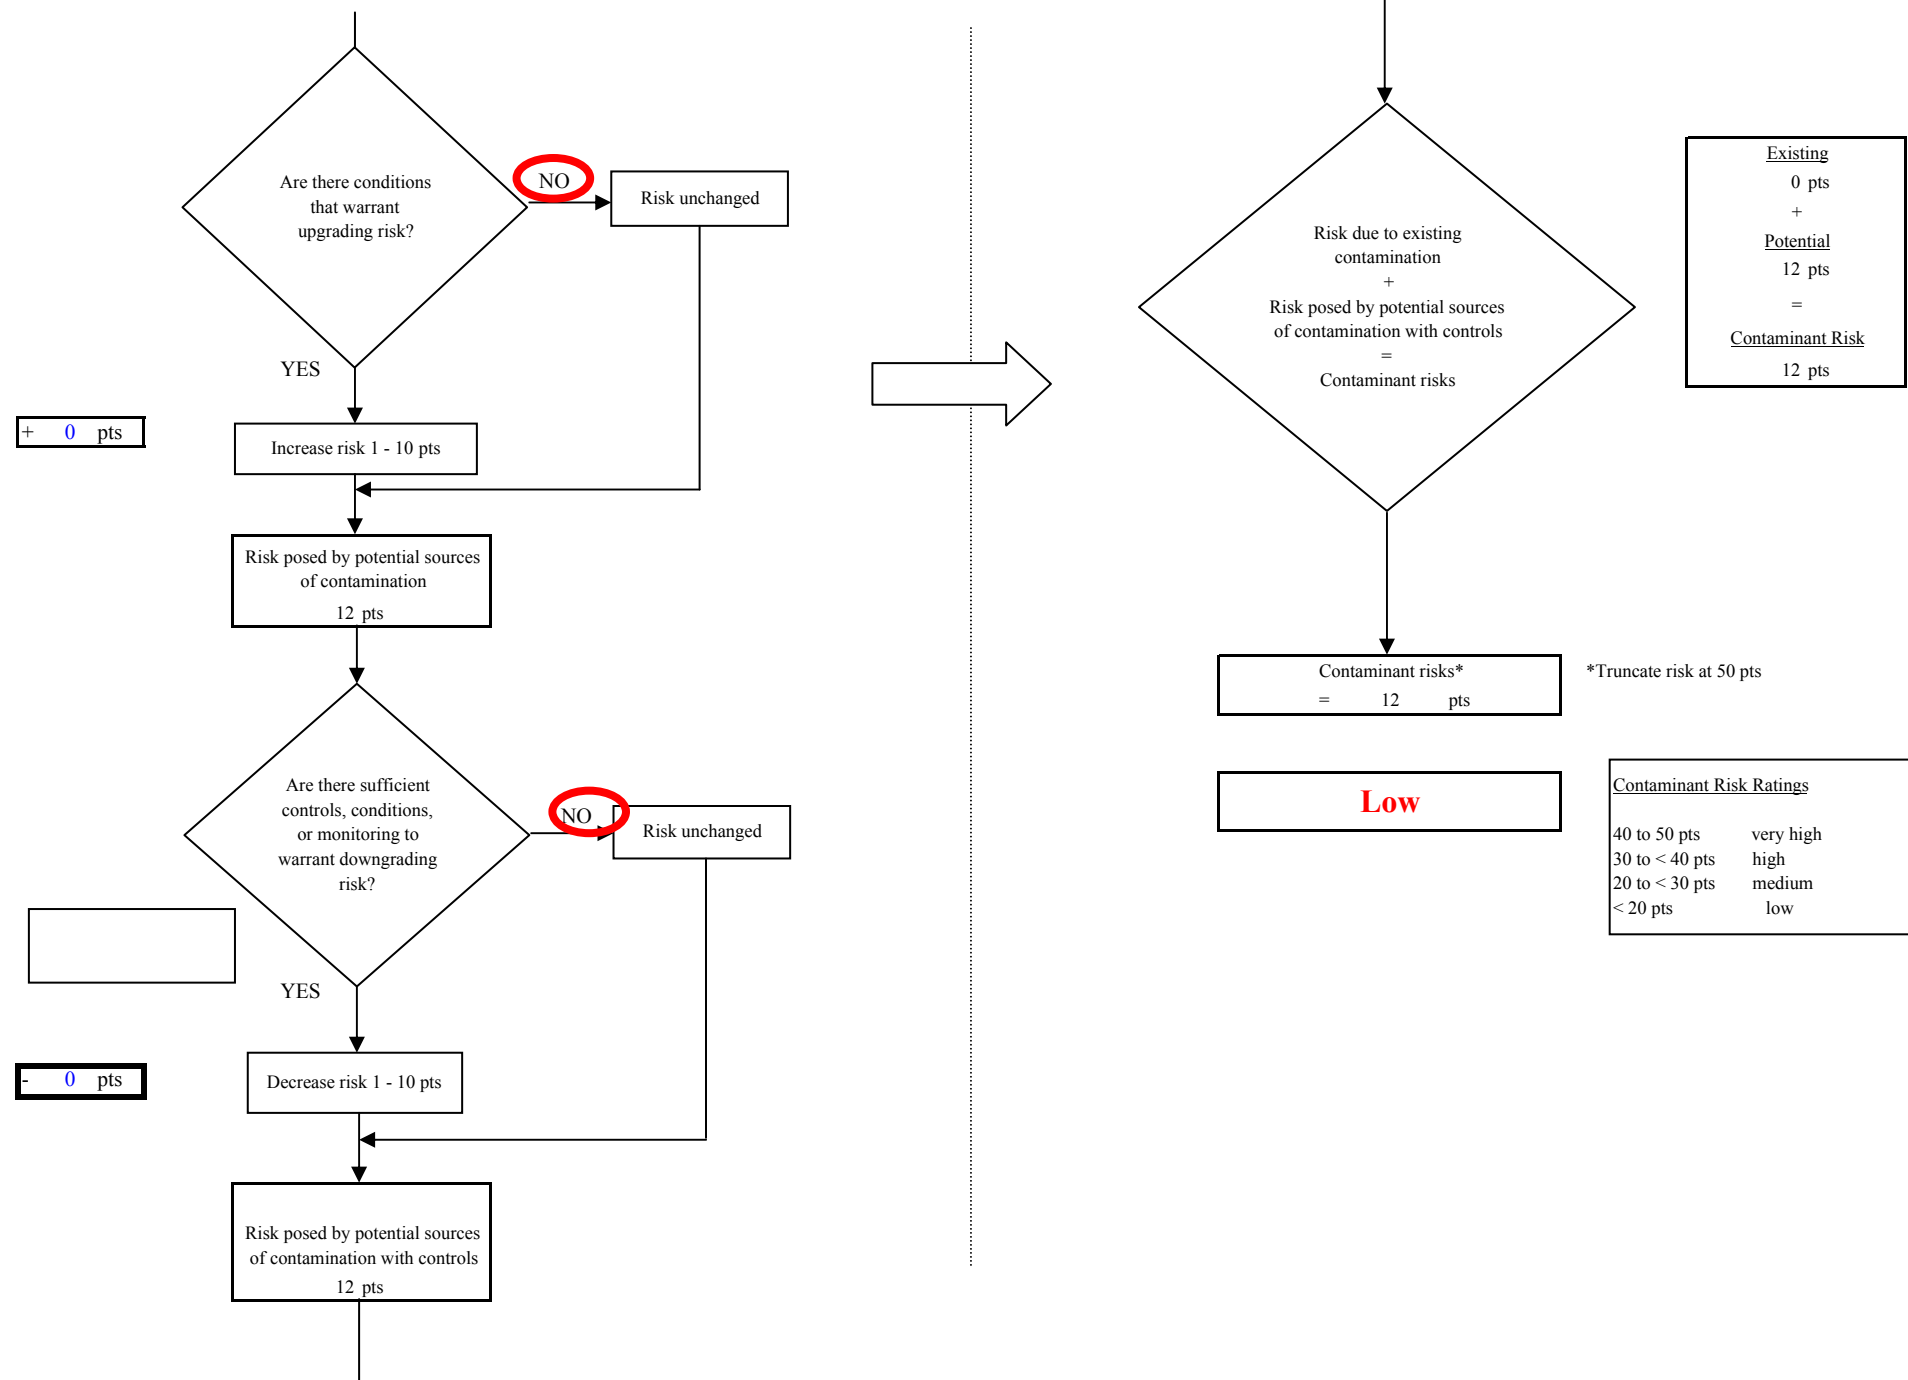 Are there conditions
that warrant
upgrading risk?
NO
Risk unchanged
YES
+ 0 pts
Increase risk 1 - 10 pts
Risk posed by potential sources
of contamination
12 pts
Are there sufficient
controls, conditions,
or monitoring to
warrant downgrading
risk?
NO
Risk unchanged
YES
- 0 pts
Decrease risk 1 - 10 pts
Risk posed by potential sources
of contamination with controls
12 pts
Risk due to existing
contamination
+
Risk posed by potential sources
of contamination with controls
=
Contaminant risks
Existing
0 pts
+
Potential
12 pts
=
Contaminant Risk
12 pts
Contaminant risks*
= 12 pts
*Truncate risk at 50 pts
Low
Contaminant Risk Ratings
40 to 50 pts very high
30 to < 40 pts high
20 to < 30 pts medium
< 20 pts low